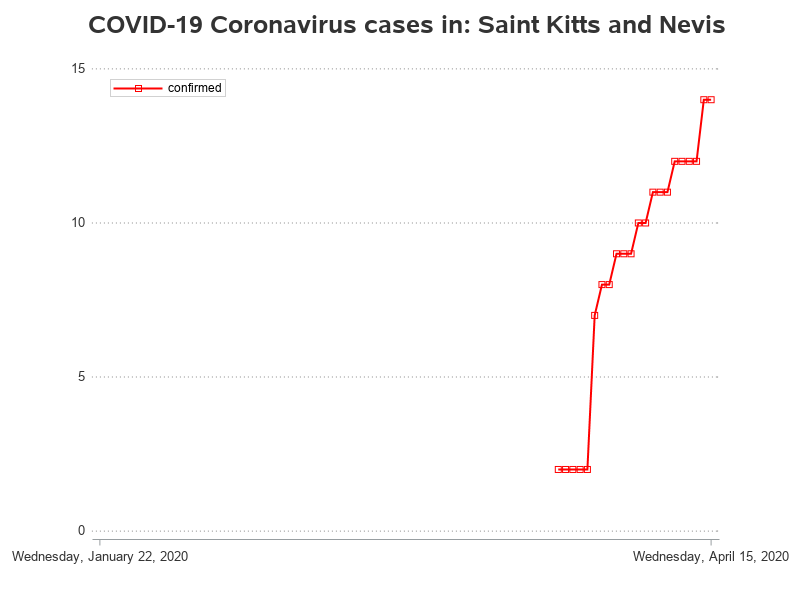 COVID-19 Coronavirus cases in: Saint Kitts and Nevis
15
confirmed
10
5
0
Wednesday, January 22, 2020 Wednesday, April 15, 2020